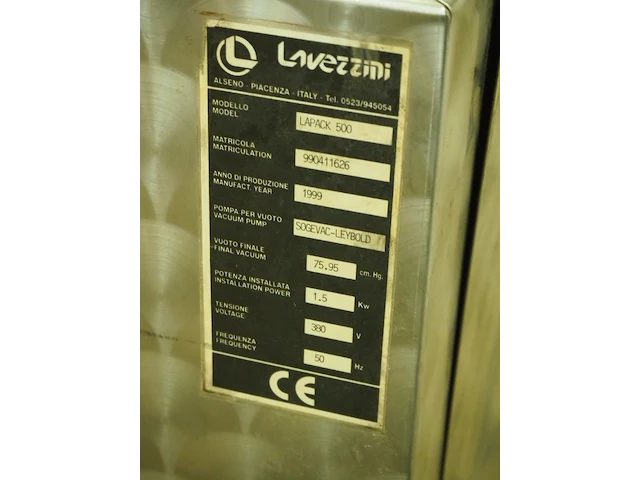 L Lavezzini
ALSENO - PIACENZA - ITALY - Tel. 0523/945054
MODELLO
MODEL
LAPACK 500
MATRICOLA
MATRICULATION
990411626
ANNO DI PRODUZIONE
MANUFACT. YEAR
1999
POMPA PER VUOTO
VACUUM PUMP
SOGEVAC-LEYBOLD
VUOTO FINALE
FINAL VACUUM
75.95 cm. Hg.
POTENZA INSTALLATA
INSTALLATION POWER
1.5 Kw
TENSIONE
VOLTAGE
380 V
FREQUENZA
FREQUENCY
50 Hz
CE